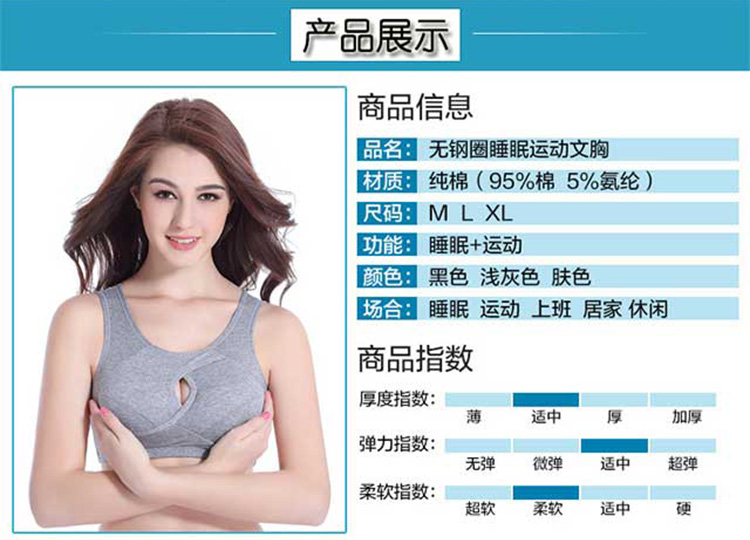 产品展示
商品信息
品名： 无钢圈睡眠运动文胸
材质： 纯棉（95%棉 5%氨纶）
尺码： M L XL
功能： 睡眠+运动
颜色： 黑色 浅灰色 肤色
场合： 睡眠 运动 上班 居家 休闲
商品指数
厚度指数：
薄 适中 厚 加厚
弹力指数：
无弹 微弹 适中 超弹
柔软指数：
超软 柔软 适中 硬